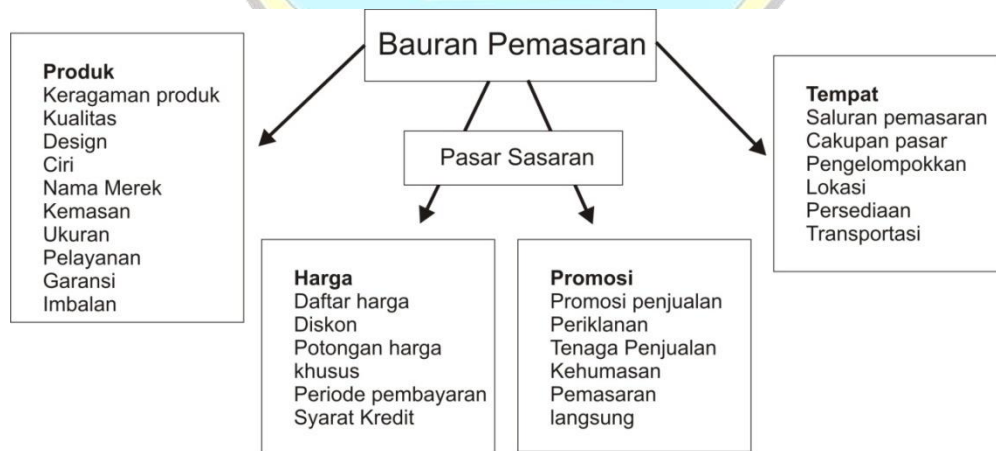 Bauran Pemasaran
Pasar Sasaran
Produk
Keragaman produk
Kualitas
Design
Ciri
Nama Merek
Kemasan
Ukuran
Pelayanan
Garansi
Imbalan
Harga
Daftar harga
Diskon
Potongan harga
khusus
Periode pembayaran
Syarat Kredit
Promosi
Promosi penjualan
Periklanan
Tenaga Penjualan
Kehumasan
Pemasaran
langsung
Tempat
Saluran pemasaran
Cakupan pasar
Pengelompokkan
Lokasi
Persediaan
Transportasi